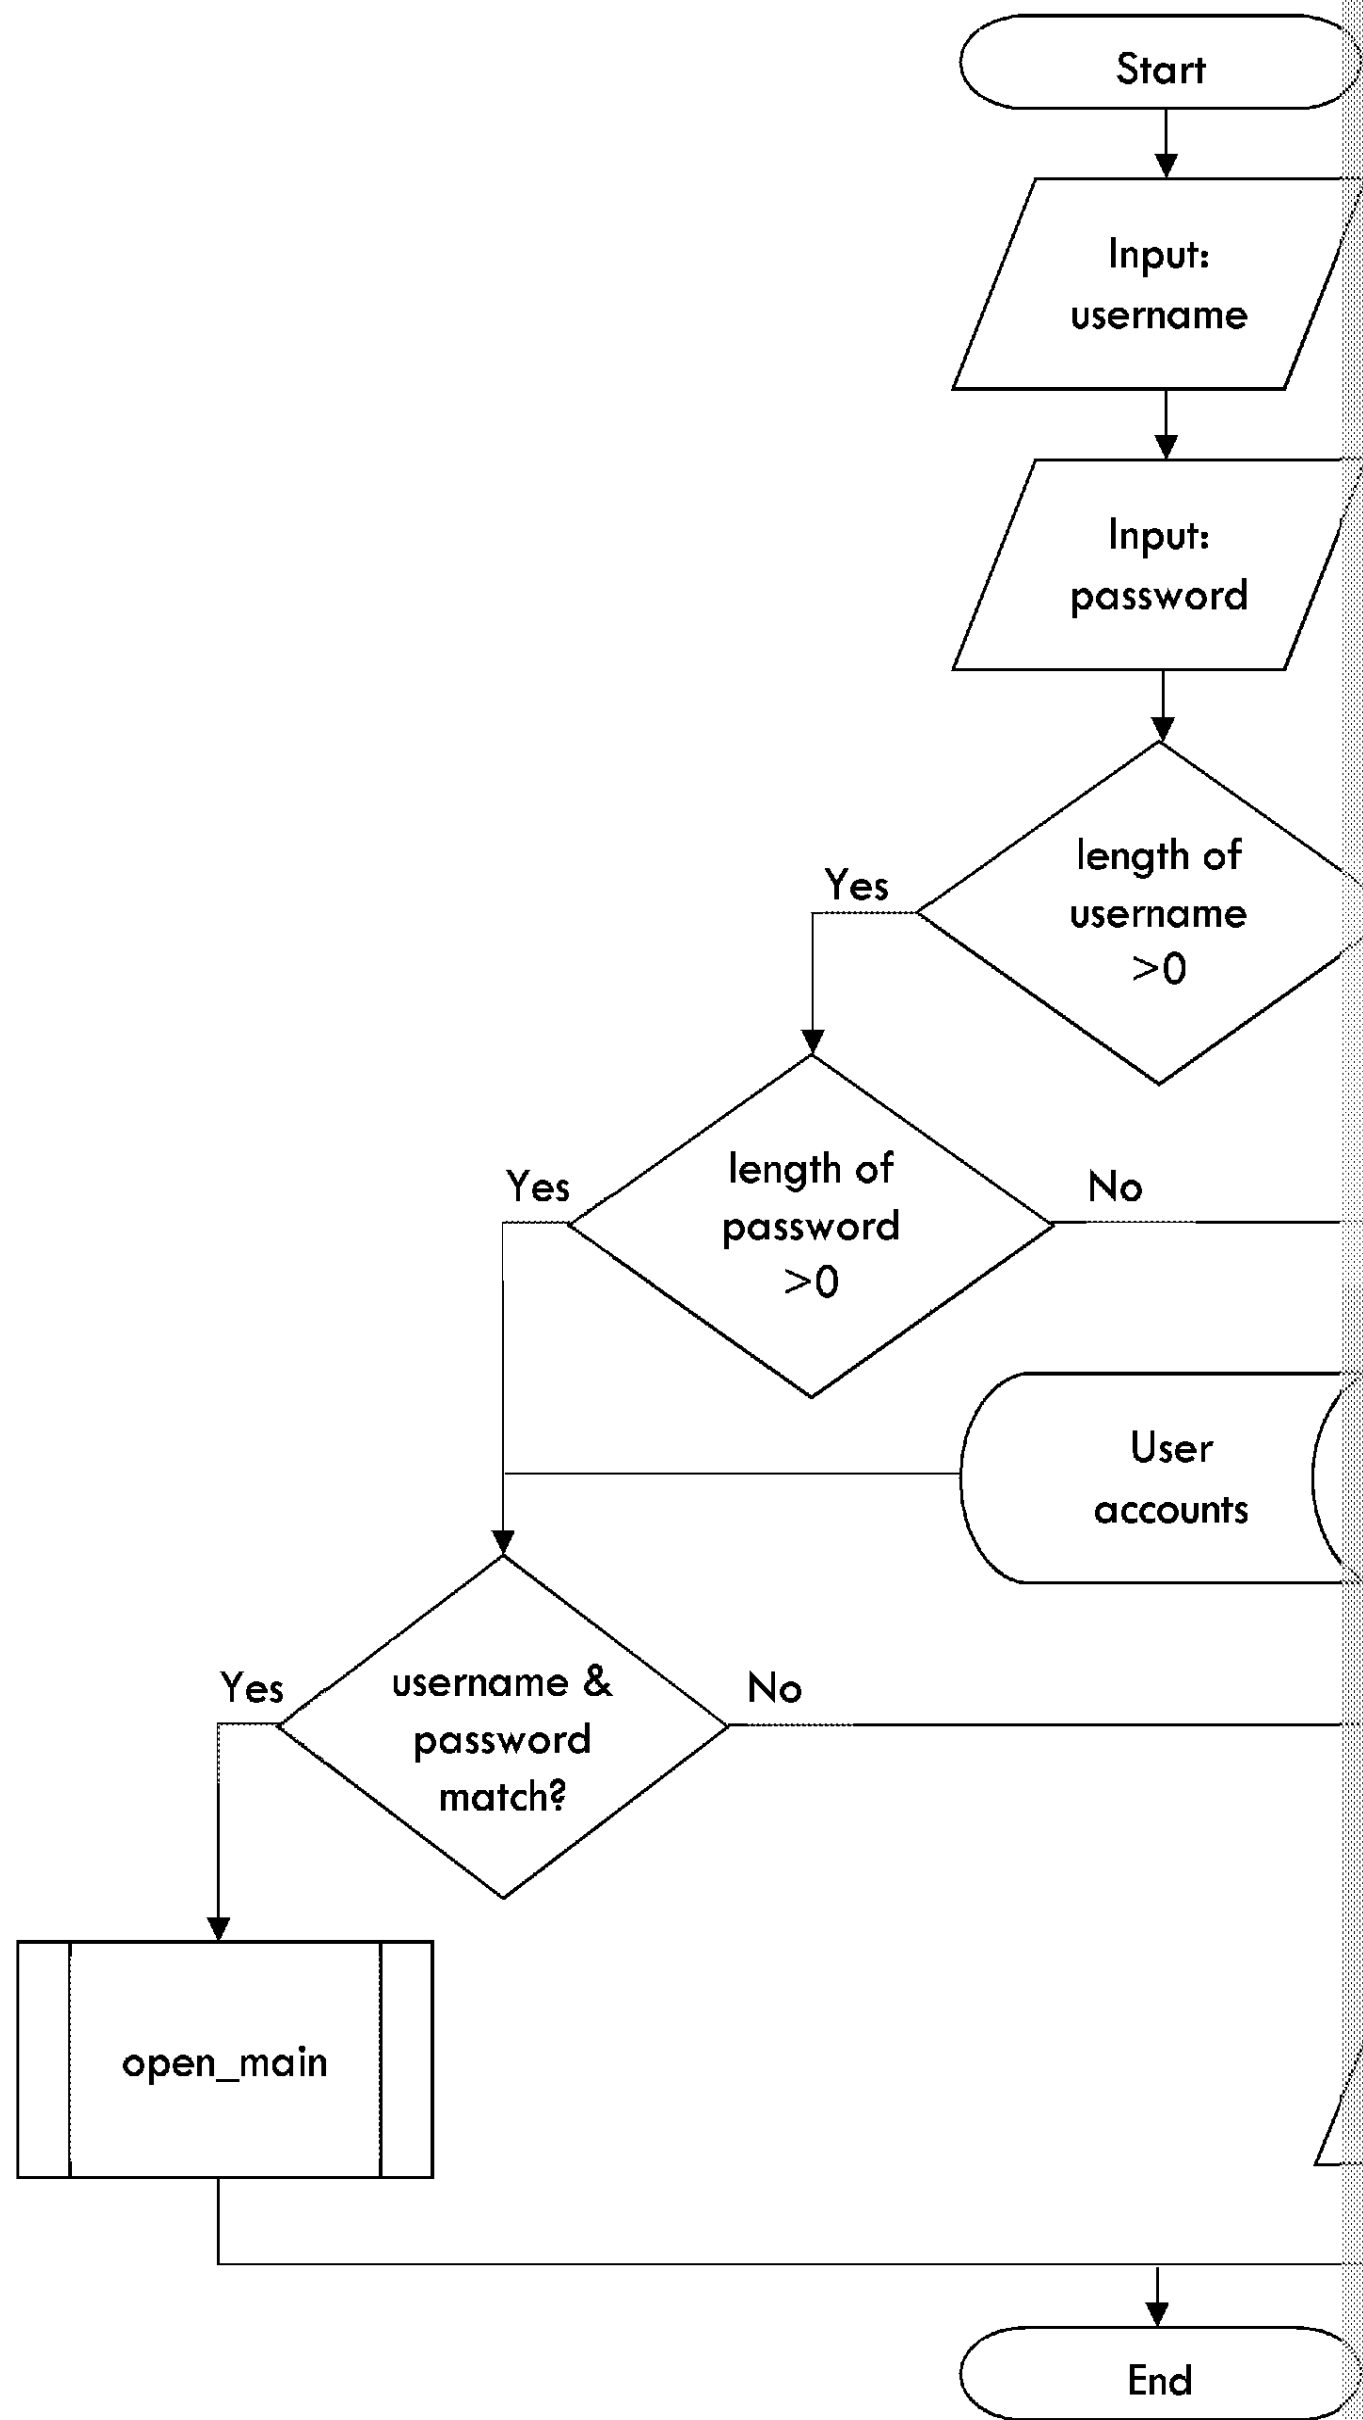 Start
Input:
username
Input:
password
length of
username
>0
Yes
length of
password
>0
Yes
No
User
accounts
username &
password
match?
Yes
No
open_main
End